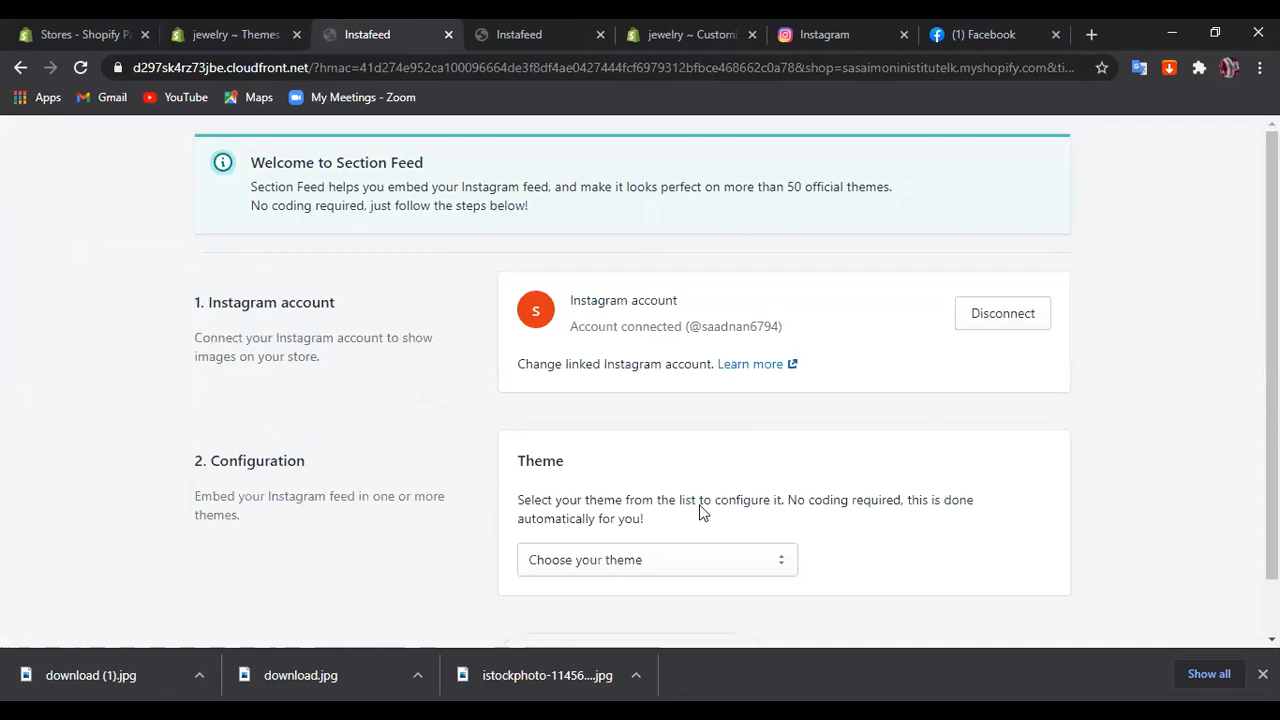 Stores - Shopify Pa
jewelry ~ Themes
Instafeed
Instafeed
jewelry ~ Customi
Instagram
(1) Facebook
d297sk4rz73jbe.cloudfront.net/?hmac=41d274e952ca100096664de3f8df4ae0427444fcf6979312bfbce468662c0a78&shop=sasaimoninistitutelk.myshopify.com&ti...
Apps
Gmail
YouTube
Maps
My Meetings - Zoom
Welcome to Section Feed
Section Feed helps you embed your Instagram feed, and make it looks perfect on more than 50 official themes.
No coding required, just follow the steps below!
1. Instagram account
Connect your Instagram account to show
images on your store.
S
Instagram account
Account connected (@saadnan6794)
Disconnect
Change linked Instagram account. Learn more
2. Configuration
Embed your Instagram feed in one or more
themes.
Theme
Select your theme from the list to configure it. No coding required, this is done
automatically for you!
Choose your theme
download (1).jpg
download.jpg
istockphoto-11456....jpg
Show all